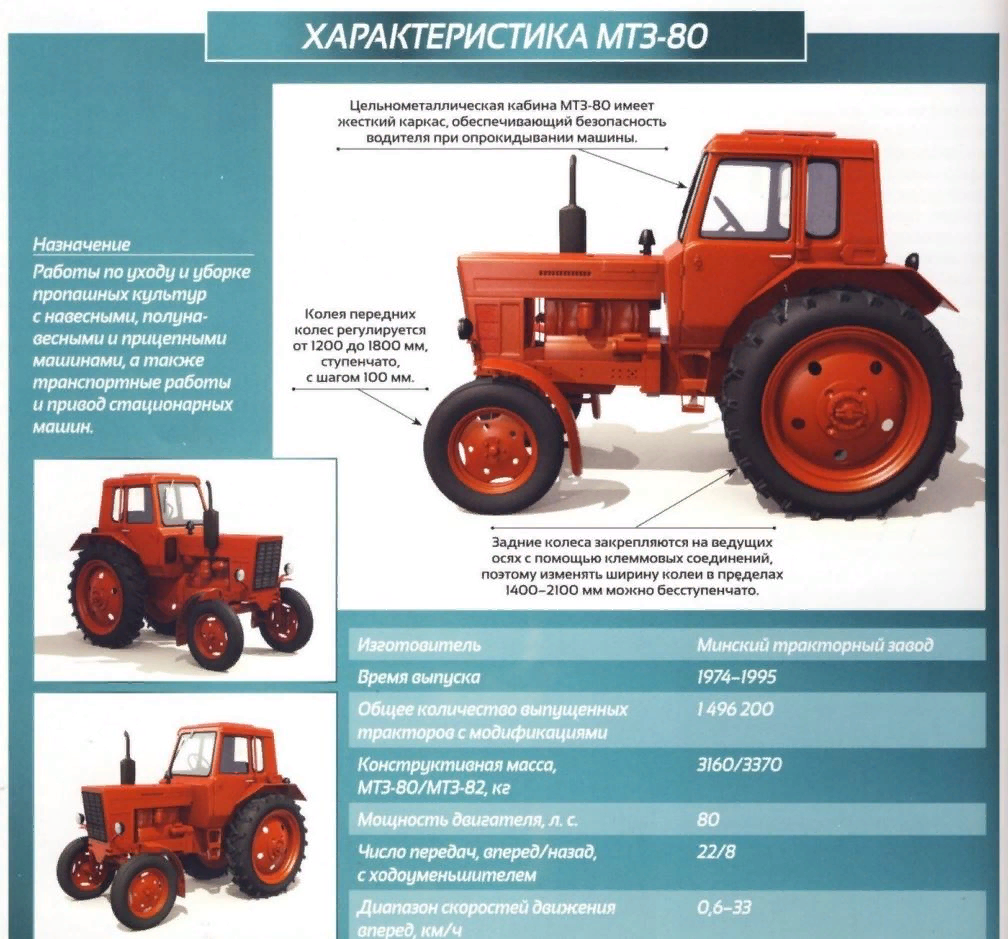 ХАРАКТЕРИСТИКА МТЗ-80
Цельнометаллическая кабина МТЗ-80 имеет
жесткий каркас, обеспечивающий безопасность
водителя при опрокидывании машины.
Назначение
Работы по уходу и уборке
пропашных культур
с навесными, полуна-
весными и прицепными
машинами, а также
транспортные работы
и привод стационарных
машин.
Колея передних
колес регулируется
от 1200 до 1800 мм,
ступенчато,
с шагом 100 мм.
Задние колеса закрепляются на ведущих
осях с помощью клеммовых соединений,
поэтому изменять ширину колеи в пределах
1400–2100 мм можно бесступенчато.
Изготовитель Минский тракторный завод
Время выпуска 1974–1995
Общее количество выпущенных 1 496 200
тракторов с модификациями
Конструктивная масса, 3160/3370
МТЗ-80/МТЗ-82, кг
Мощность двигателя, л. с. 80
Число передач, вперед/назад, 22/8
с ходоуменьшителем
Диапазон скоростей движения 0,6–33
вперед, км/ч